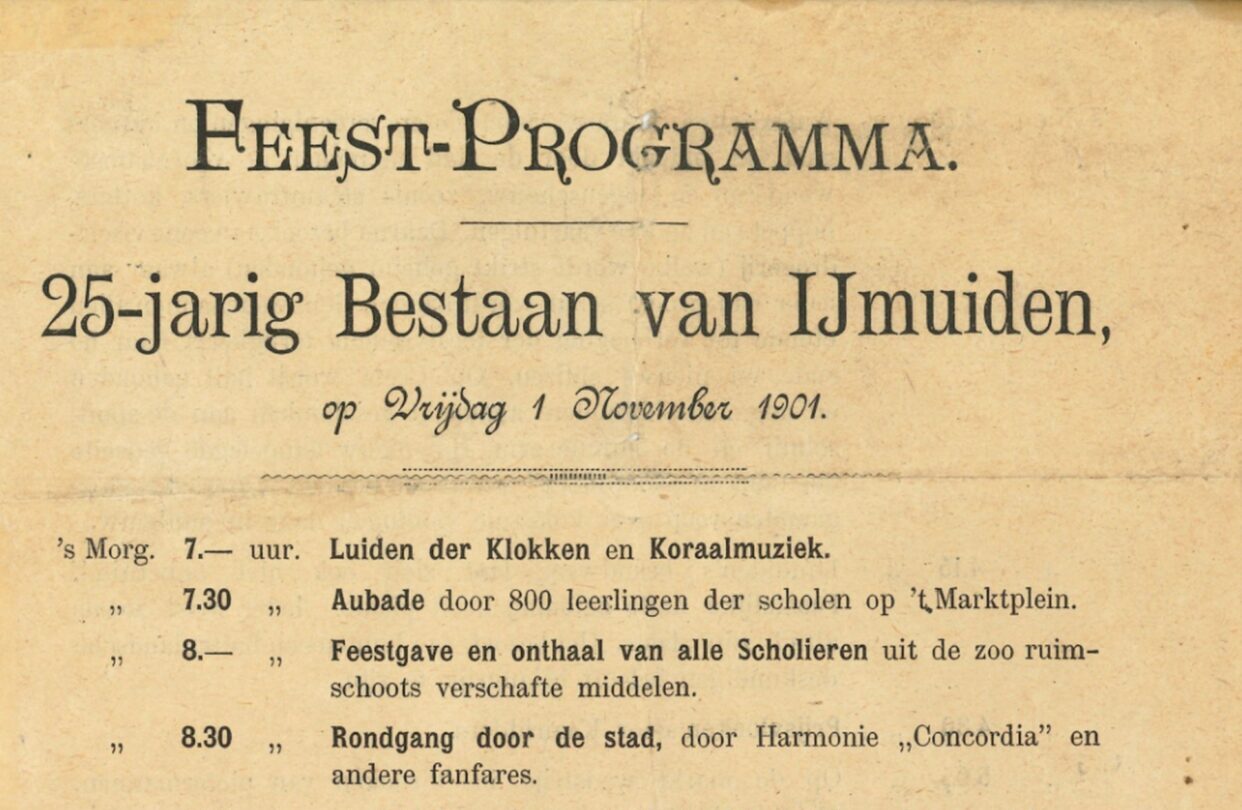 FEEST-PROGRAMMA.
25-jarig Bestaan van IJmuiden,
op Vrijdag 1 November 1901.
's Morg. 7.— uur. Luiden der Klokken en Koraalmuziek.
„ 7.30 „ Aubade door 800 leerlingen der scholen op 't Marktplein.
„ 8.— „ Feestgave en onthaal van alle Scholieren uit de zoo ruim-
schoots verschafte middelen.
„ 8.30 „ Rondgang door de stad, door Harmonie „Concordia” en
andere fanfares.